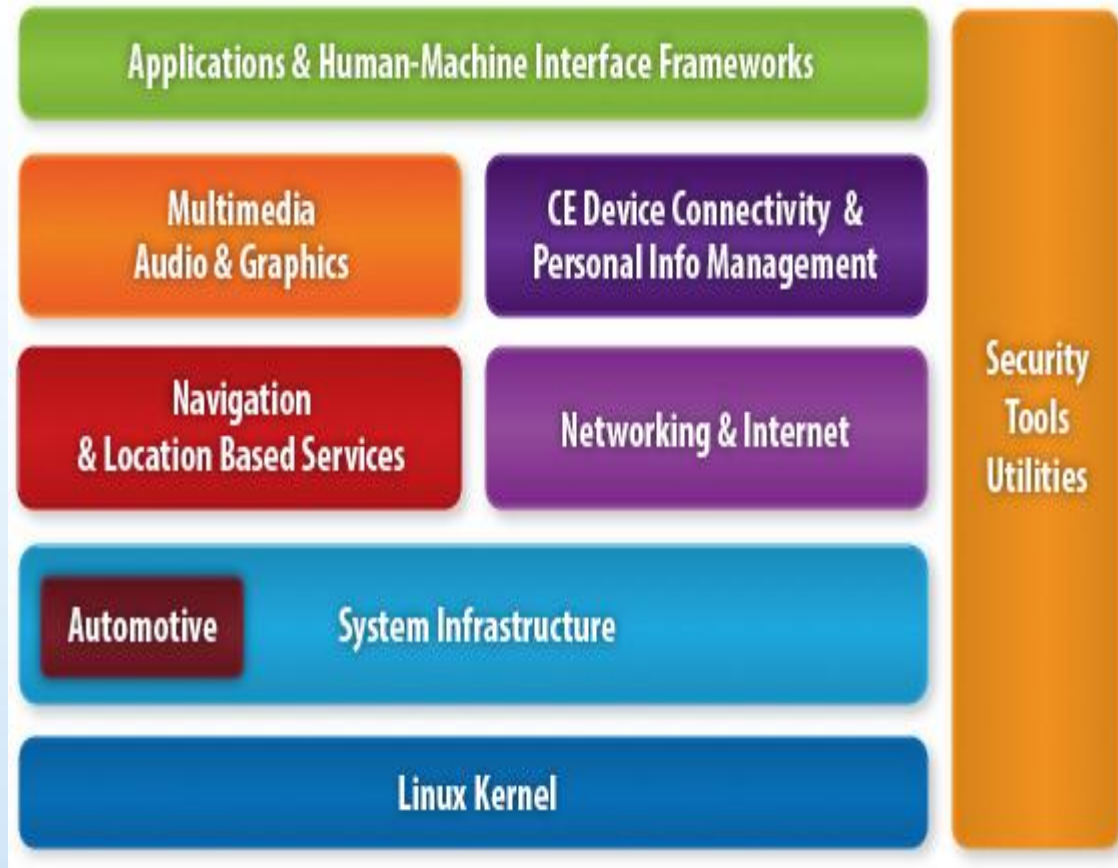 Applications & Human-Machine Interface Frameworks
Multimedia
Audio & Graphics
CE Device Connectivity &
Personal Info Management
Navigation
& Location Based Services
Networking & Internet
Automotive
System Infrastructure
Linux Kernel
Security
Tools
Utilities